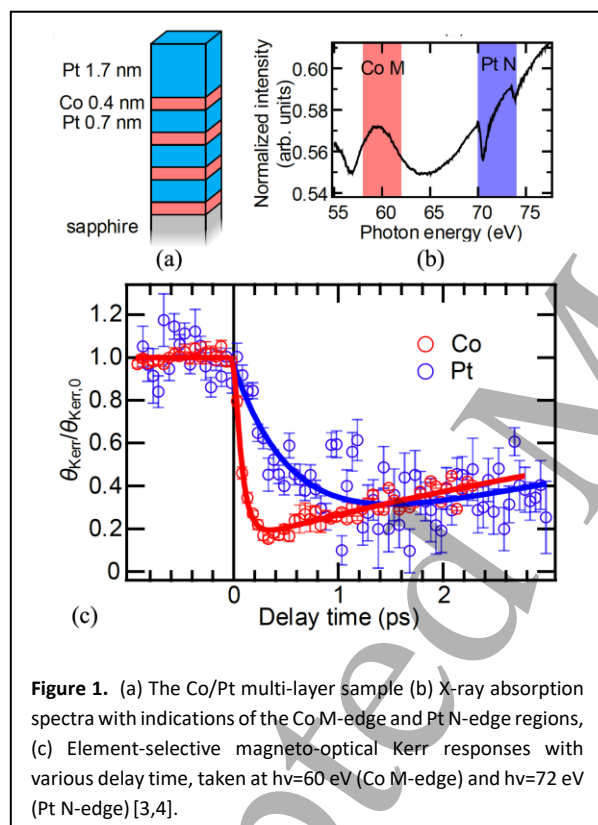 Pt 1.7 nm
Co 0.4 nm
Pt 0.7 nm
sapphire
(a)
Normalized intensity
(arb. units)
0.60
0.58
0.56
0.54
Co M
Pt N
55 60 65 70 75
Photon energy (eV)
(b)
θKerr/θKerr,0
1.2
1.0
0.8
0.6
0.4
0.2
0
Co
Pt
0 1 2
Delay time (ps)
(c)
Figure 1. (a) The Co/Pt multi-layer sample (b) X-ray absorption
spectra with indications of the Co M-edge and Pt N-edge regions,
(c) Element-selective magneto-optical Kerr responses with
various delay time, taken at hν=60 eV (Co M-edge) and hν=72 eV
(Pt N-edge) [3,4].